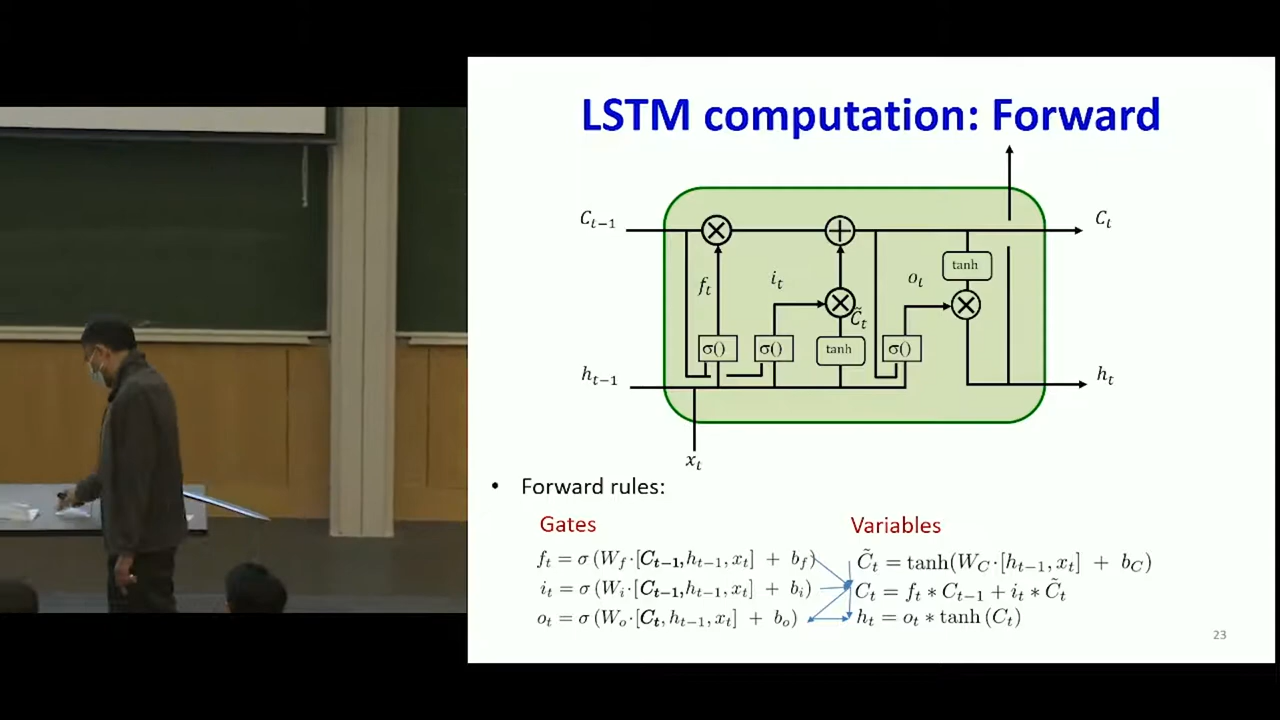 LSTM computation: Forward
C_{t−1}
C_t
tanh
f_t
i_t
o_t
C̃_t
σ()
σ()
tanh
σ()
h_{t−1}
h_t
x_t
• Forward rules:
Gates
Variables
f_t = σ (W_f·[C_{t−1}, h_{t−1}, x_t] + b_f)
C̃_t = tanh(W_C·[h_{t−1}, x_t] + b_C)
i_t = σ (W_i·[C_{t−1}, h_{t−1}, x_t] + b_i)
C_t = f_t ∗ C_{t−1} + i_t ∗ C̃_t
o_t = σ (W_o·[C_t, h_{t−1}, x_t] + b_o)
h_t = o_t ∗ tanh (C_t)
23